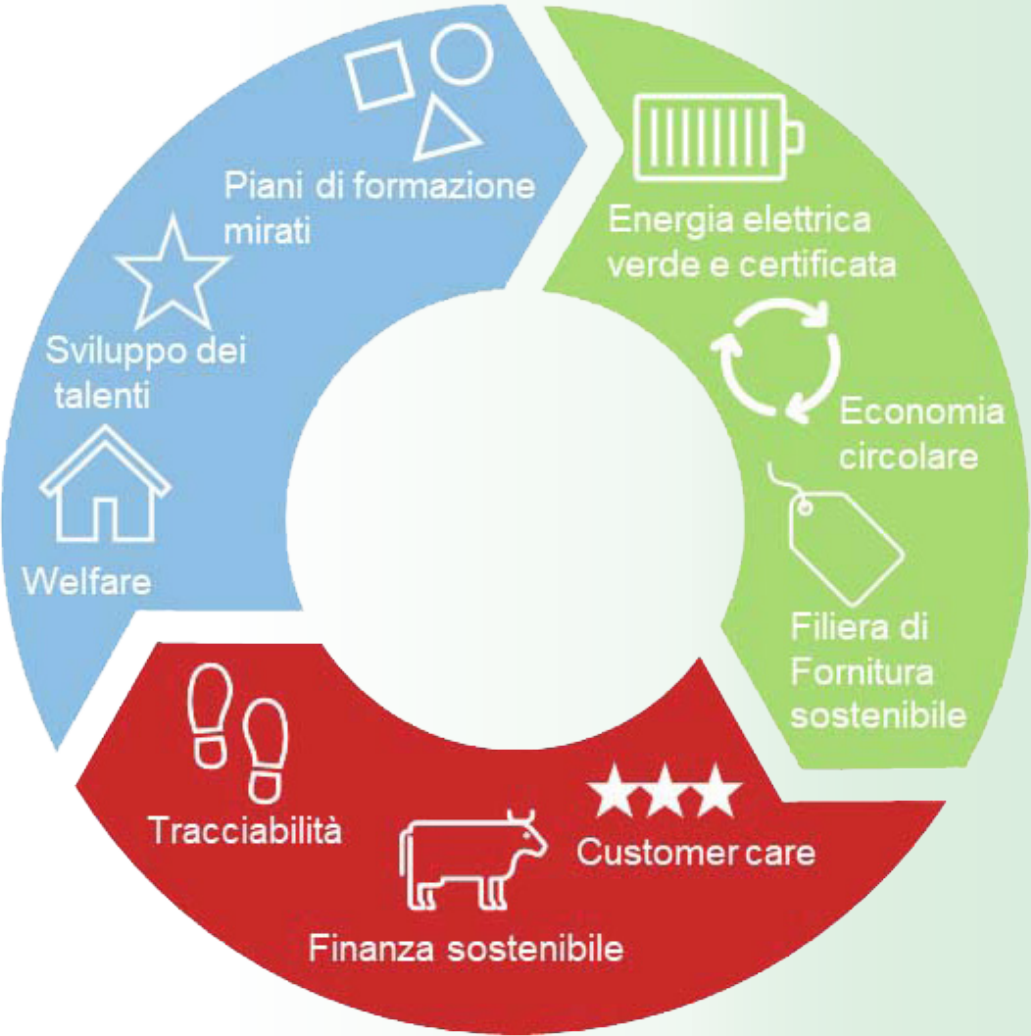 Piani di formazione
mirati
Sviluppo dei
talenti
Welfare
Energia elettrica
verde e certificata
Economia
circolare
Filiera di
Fornitura
sostenibile
Customer care
Finanza sostenibile
Tracciabilità